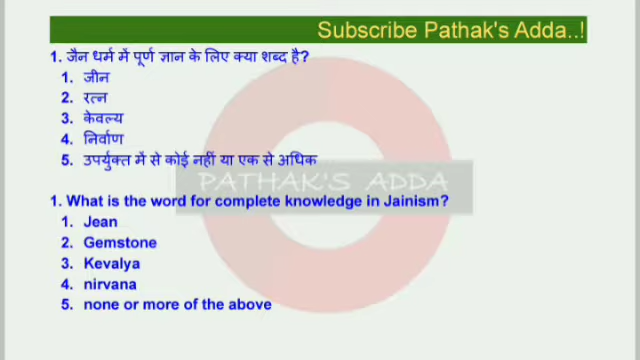 Subscribe Pathak's Adda..!
1. जैन धर्म में पूर्ण ज्ञान के लिए क्या शब्द है?
1. जीन
2. रत्न
3. केवल्य
4. निर्वाण
5. उपर्युक्त में से कोई नहीं या एक से अधिक
PATHAK'S ADDA
1. What is the word for complete knowledge in Jainism?
1. Jean
2. Gemstone
3. Kevalya
4. nirvana
5. none or more of the above